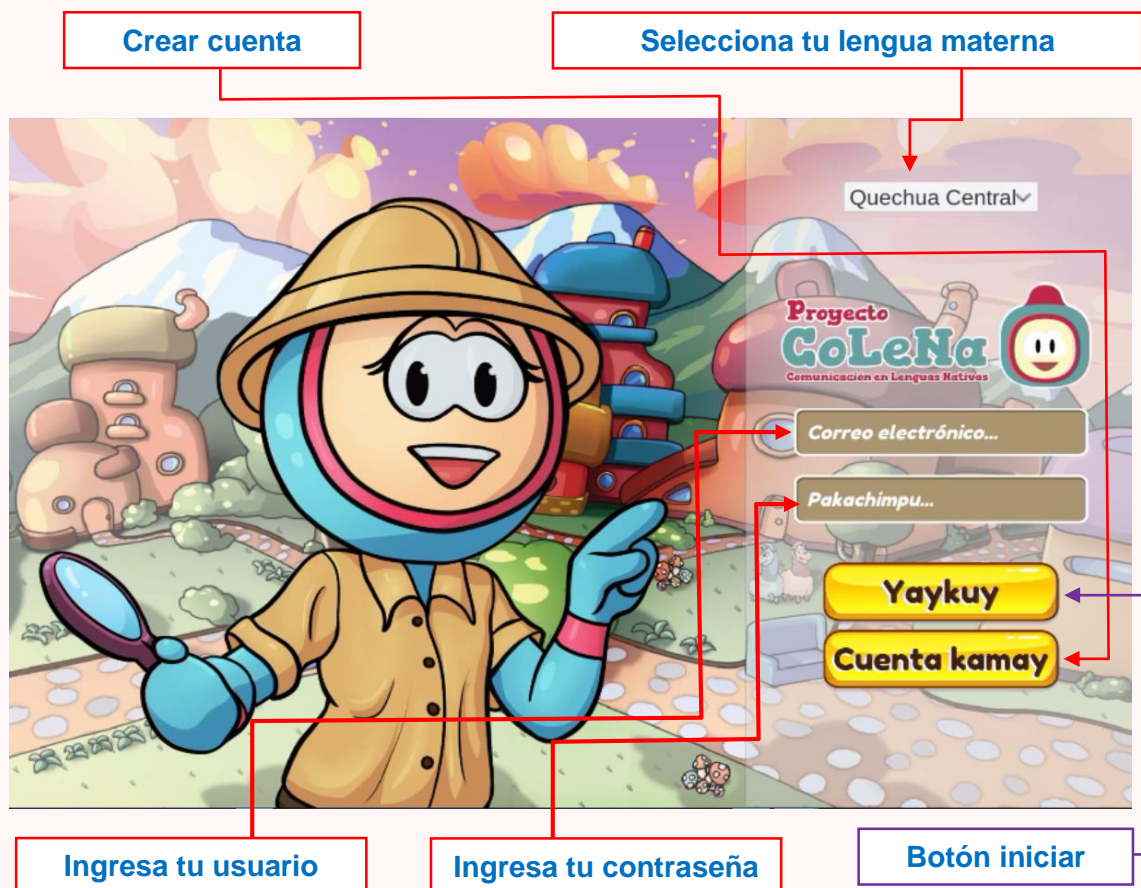 Crear cuenta
Selecciona tu lengua materna
Quechua Central
Proyecto
CoLeNa
Comunicación en Lenguas Nativas
Correo electrónico...
Pakachimpu...
Yaykuy
Cuenta kamay
Ingresa tu usuario
Ingresa tu contraseña
Botón iniciar